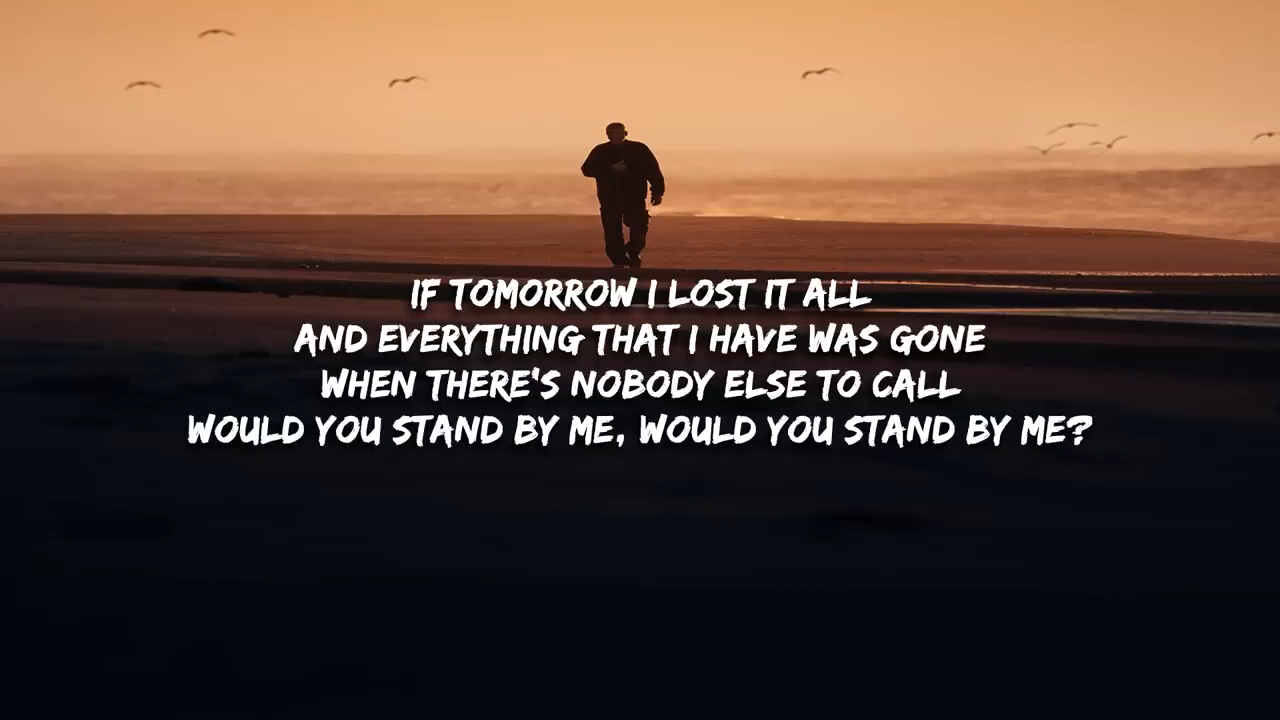 IF TOMORROW I LOST IT ALL
AND EVERYTHING THAT I HAVE WAS GONE
WHEN THERE'S NOBODY ELSE TO CALL
WOULD YOU STAND BY ME, WOULD YOU STAND BY ME?